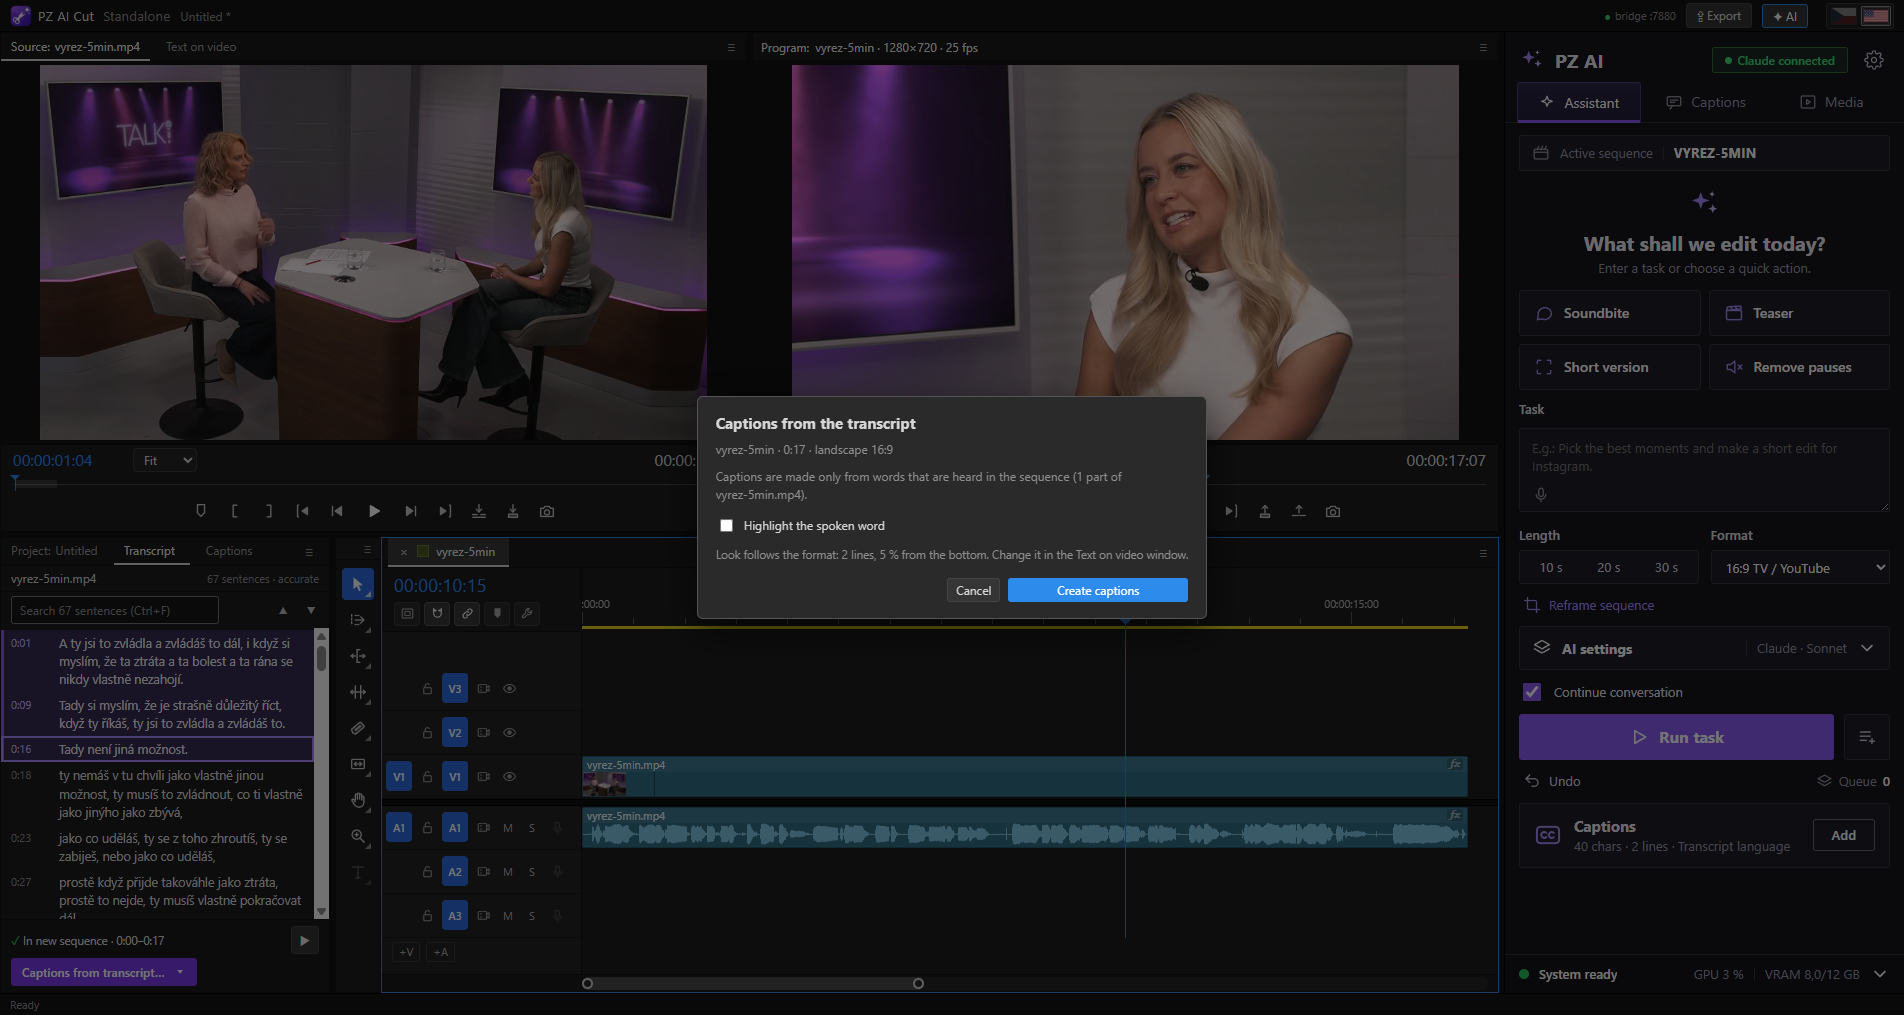 PZ AI Cut Standalone Untitled *
bridge :7880 Export AI
Source: vyrez-5min.mp4 Text on video
Program: vyrez-5min · 1280×720 · 25 fps
TALK!
00:00:01:04 Fit 00:00:
00:00:17:07
Project: Untitled Transcript Captions
vyrez-5min.mp4 67 sentences · accurate
Search 67 sentences (Ctrl+F)
0:01 A ty jsi to zvládla a zvládáš to dál, i když si
myslím, že ta ztráta a ta bolest a ta rána se
nikdy vlastně nezahojí.
0:09 Tady si myslím, že je strašně důležitý říct,
když ty říkáš, ty jsi to zvládla a zvládáš to.
0:16 Tady není jiná možnost.
0:18 ty nemáš v tu chvíli jako vlastně jinou
možnost, ty musíš to zvládnout, co ti vlastně
jako jinýho jako zbývá,
0:23 jako co uděláš, ty se z toho zhroutíš, ty se
zabiješ, nebo jako co uděláš,
0:27 prostě když přijde takováhle jako ztráta,
prostě to nejde, ty musíš vlastně pokračovat
dál
✓ In new sequence · 0:00–0:17
Captions from transcript...
Ready
Captions from the transcript
vyrez-5min · 0:17 · landscape 16:9
Captions are made only from words that are heard in the sequence (1 part of
vyrez-5min.mp4).
Highlight the spoken word
Look follows the format: 2 lines, 5 % from the bottom. Change it in the Text on video window.
Cancel Create captions
× vyrez-5min
00:00:10:15
:00:00 00:00:15:00
V3
V2
V1 V1
vyrez-5min.mp4 fx
A1 A1 M S
vyrez-5min.mp4 fx
A2 M S
A3 M S
+V +A
PZ AI Claude connected
Assistant Captions Media
Active sequence VYREZ-5MIN
What shall we edit today?
Enter a task or choose a quick action.
Soundbite Teaser
Short version Remove pauses
Task
E.g.: Pick the best moments and make a short edit for
Instagram.
Length Format
10 s 20 s 30 s 16:9 TV / YouTube
Reframe sequence
AI settings Claude · Sonnet
Continue conversation
Run task
Undo Queue 0
CC Captions
40 chars · 2 lines · Transcript language
Add
System ready GPU 3 % VRAM 8,0/12 GB